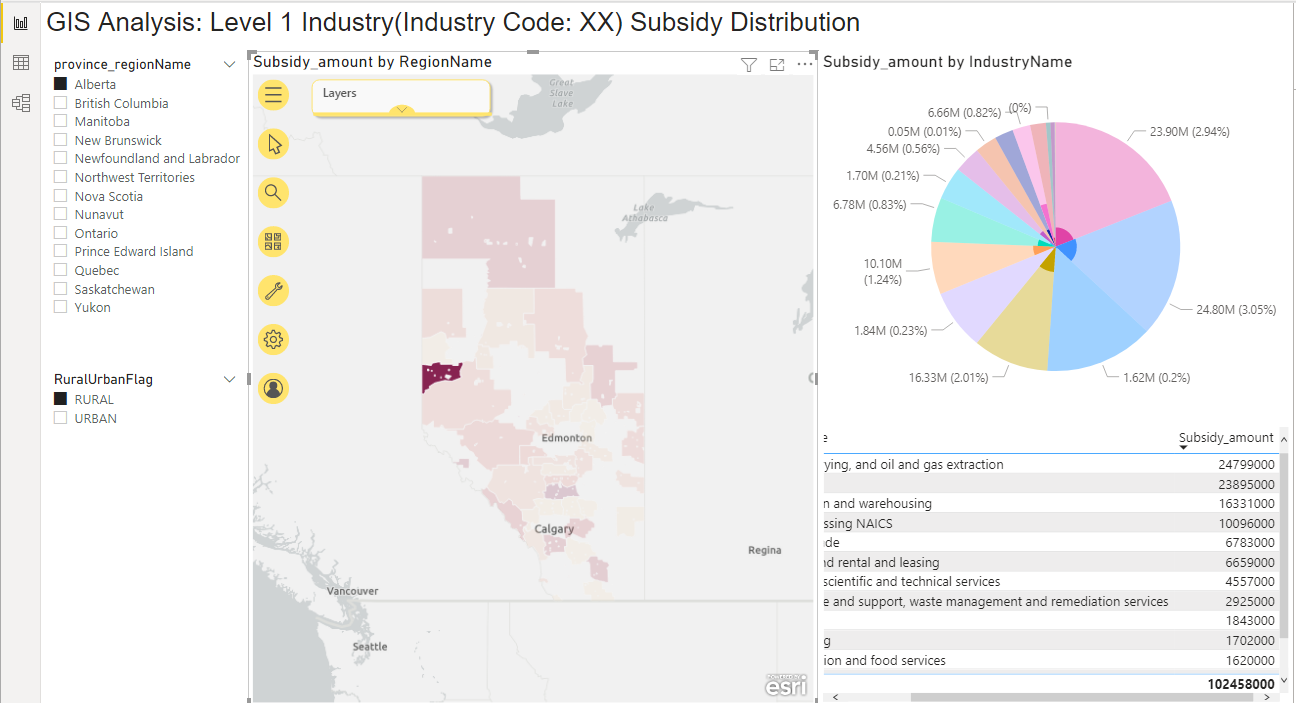 GIS Analysis: Level 1 Industry(Industry Code: XX) Subsidy Distribution
province_regionName
Alberta
British Columbia
Manitoba
New Brunswick
Newfoundland and Labrador
Northwest Territories
Nova Scotia
Nunavut
Ontario
Prince Edward Island
Quebec
Saskatchewan
Yukon
RuralUrbanFlag
RURAL
URBAN
Subsidy_amount by RegionName
Layers
Great
Slave
Lake
Lake
Athabasca
Edmonton
Calgary
Regina
Vancouver
Seattle
esri
Subsidy_amount by IndustryName
(0%)
6.66M (0.82%)
0.05M (0.01%)
4.56M (0.56%)
1.70M (0.21%)
6.78M (0.83%)
10.10M
(1.24%)
1.84M (0.23%)
16.33M (2.01%)
1.62M (0.2%)
24.80M (3.05%)
23.90M (2.94%)
e Subsidy_amount
ying, and oil and gas extraction 24799000
23895000
n and warehousing 16331000
ssing NAICS 10096000
de 6783000
nd rental and leasing 6659000
scientific and technical services 4557000
e and support, waste management and remediation services 2925000
1843000
g 1702000
ion and food services 1620000
102458000